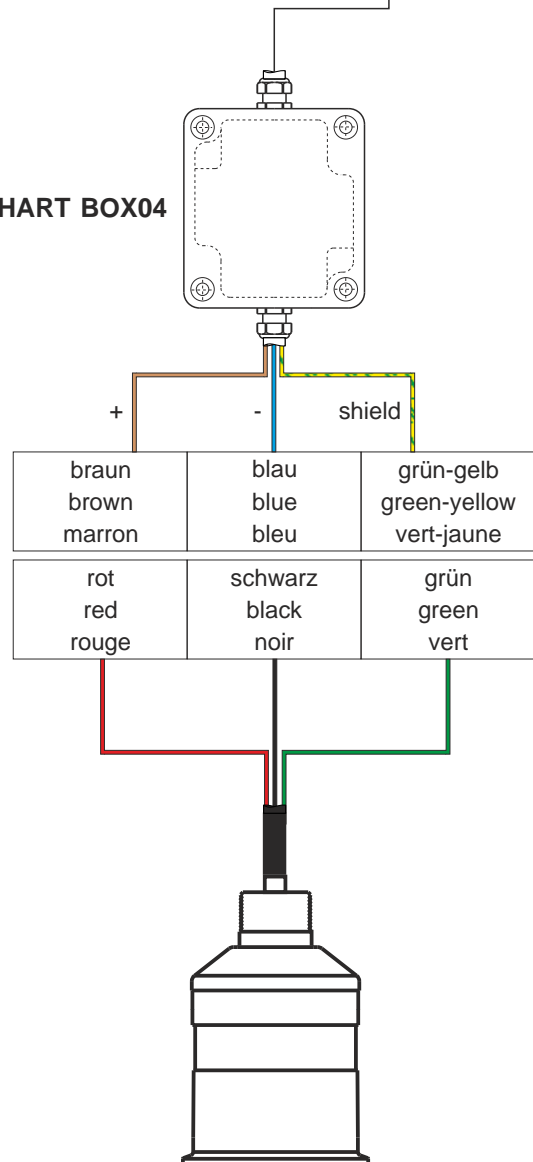 HART BOX04
+ - shield
braun blau grün-gelb
brown blue green-yellow
marron bleu vert-jaune
rot schwarz grün
red black green
rouge noir vert